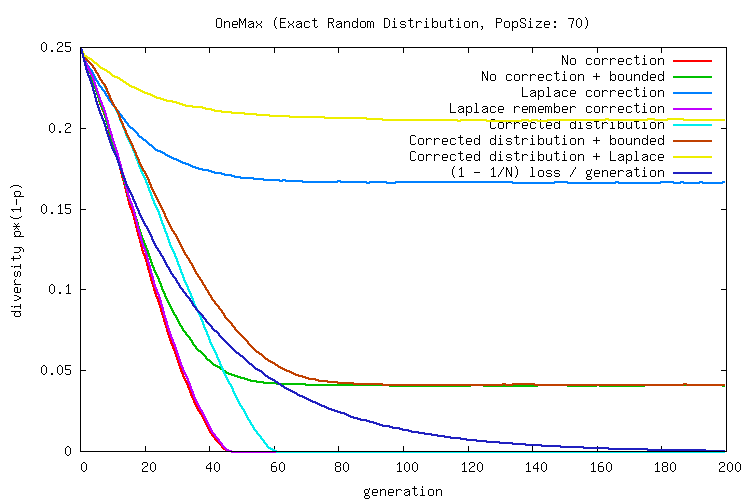 OneMax (Exact Random Distribution, PopSize: 70)
0.25
0.2
0.15
0.1
0.05
0
diversity p*(1-p)
No correction
No correction + bounded
Laplace correction
Laplace remember correction
Corrected distribution
Corrected distribution + bounded
Corrected distribution + Laplace
(1 - 1/N) loss / generation
0 20 40 60 80 100 120 140 160 180 200
generation